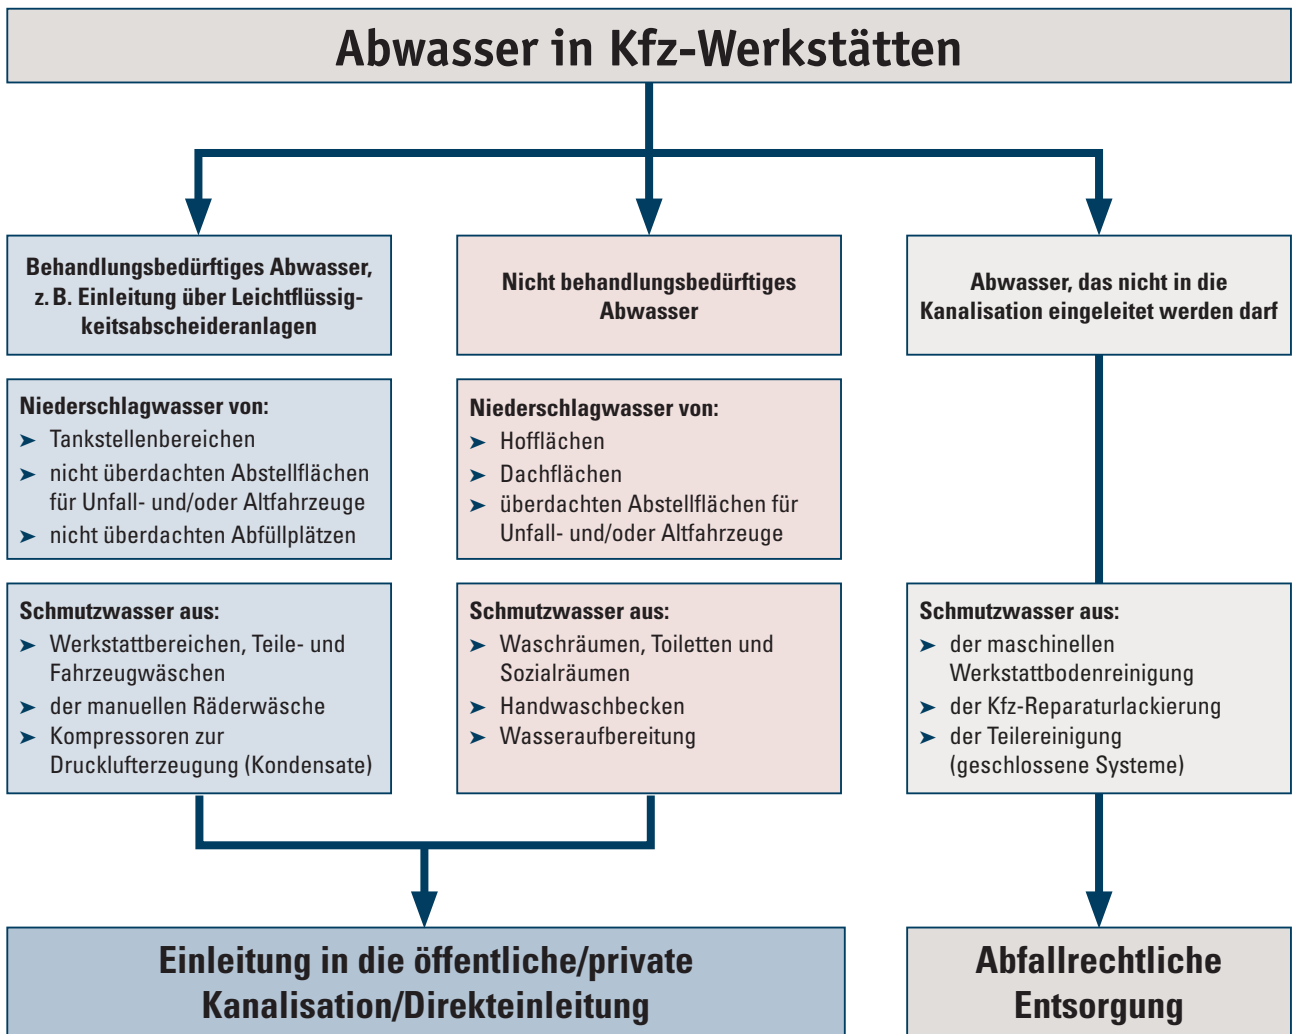 Abwasser in Kfz-Werkstätten
Behandlungsbedürftiges Abwasser,
z. B. Einleitung über Leichtflüssig-
keitsabscheideranlagen
Niederschlagwasser von:
➤ Tankstellenbereichen
➤ nicht überdachten Abstellflächen
für Unfall- und/oder Altfahrzeuge
➤ nicht überdachten Abfüllplätzen
Schmutzwasser aus:
➤ Werkstattbereichen, Teile- und
Fahrzeugwäschen
➤ der manuellen Räderwäsche
➤ Kompressoren zur
Drucklufterzeugung (Kondensate)
Nicht behandlungsbedürftiges
Abwasser
Niederschlagwasser von:
➤ Hofflächen
➤ Dachflächen
➤ überdachten Abstellflächen für
Unfall- und/oder Altfahrzeuge
Schmutzwasser aus:
➤ Waschräumen, Toiletten und
Sozialräumen
➤ Handwaschbecken
➤ Wasseraufbereitung
Abwasser, das nicht in die
Kanalisation eingeleitet werden darf
Schmutzwasser aus:
➤ der maschinellen
Werkstattbodenreinigung
➤ der Kfz-Reparaturlackierung
➤ der Teilereinigung
(geschlossene Systeme)
Einleitung in die öffentliche/private
Kanalisation/Direkteinleitung
Abfallrechtliche
Entsorgung